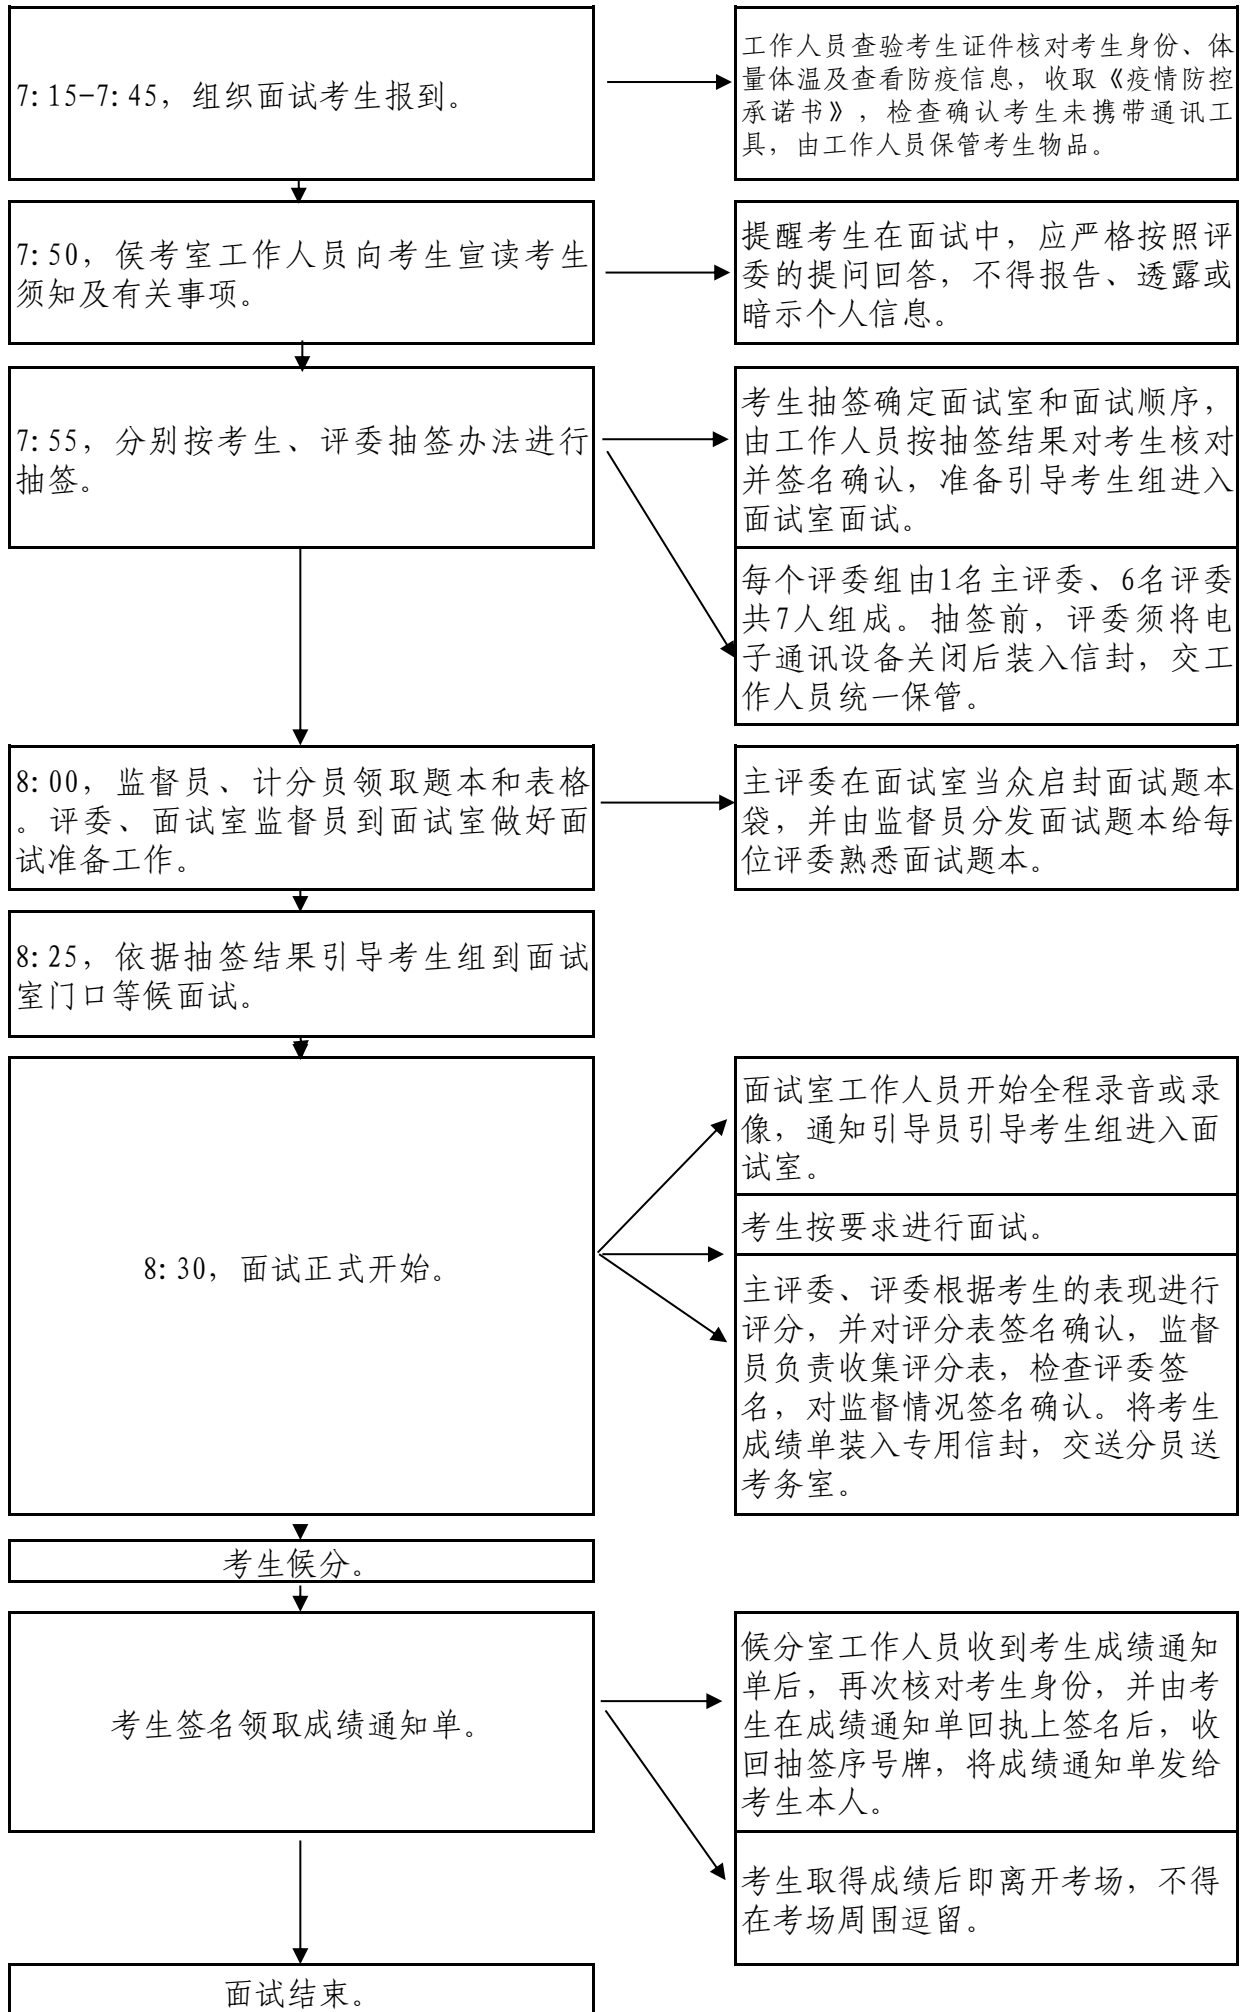 7:15-7:45，组织面试考生报到。
工作人员查验考生证件核对考生身份、体
量体温及查看防疫信息，收取《疫情防控
承诺书》，检查确认考生未携带通讯工
具，由工作人员保管考生物品。
7:50，侯考室工作人员向考生宣读考生
须知及有关事项。
提醒考生在面试中，应严格按照评
委的提问回答，不得报告、透露或
暗示个人信息。
7:55，分别按考生、评委抽签办法进行
抽签。
考生抽签确定面试室和面试顺序，
由工作人员按抽签结果对考生核对
并签名确认，准备引导考生组进入
面试室面试。
每个评委组由1名主评委、6名评委
共7人组成。抽签前，评委须将电
子通讯设备关闭后装入信封，交工
作人员统一保管。
8:00，监督员、计分员领取题本和表格
。评委、面试室监督员到面试室做好面
试准备工作。
主评委在面试室当众启封面试题本
袋，并由监督员分发面试题本给每
位评委熟悉面试题本。
8:25，依据抽签结果引导考生组到面试
室门口等候面试。
8:30，面试正式开始。
面试室工作人员开始全程录音或录
像，通知引导员引导考生组进入面
试室。
考生按要求进行面试。
主评委、评委根据考生的表现进行
评分，并对评分表签名确认，监督
员负责收集评分表，检查评委签
名，对监督情况签名确认。将考生
成绩单装入专用信封，交送分员送
考务室。
考生候分。
考生签名领取成绩通知单。
候分室工作人员收到考生成绩通知
单后，再次核对考生身份，并由考
生在成绩通知单回执上签名后，收
回抽签序号牌，将成绩通知单发给
考生本人。
考生取得成绩后即离开考场，不得
在考场周围逗留。
面试结束。